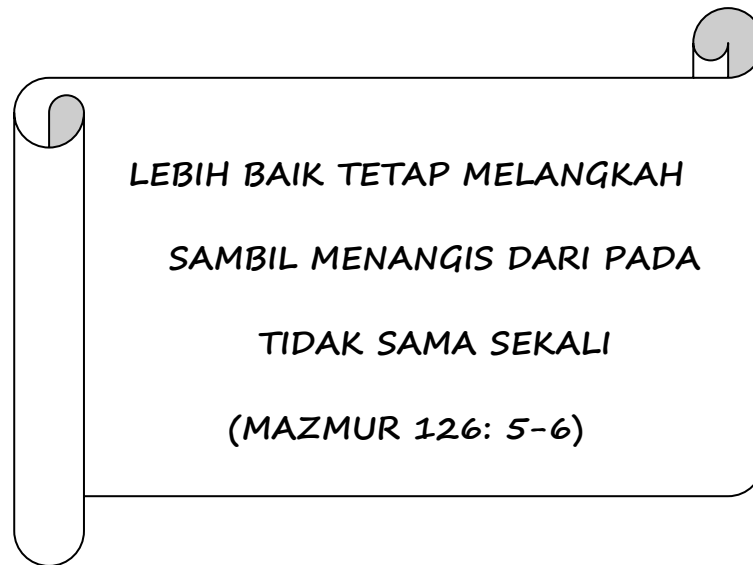 LEBIH BAIK TETAP MELANGKAH
SAMBIL MENANGIS DARI PADA
TIDAK SAMA SEKALI
(MAZMUR 126: 5-6)